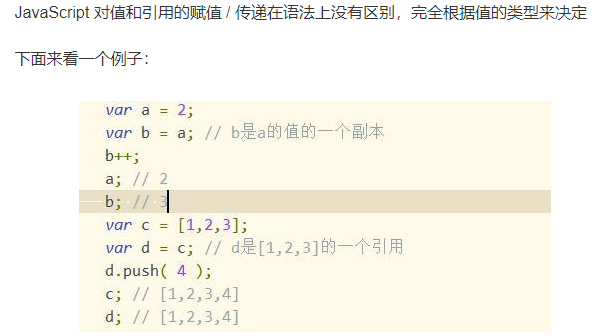 JavaScript 对值和引用的赋值 / 传递在语法上没有区别，完全根据值的类型来决定
下面来看一个例子：
var a = 2;
var b = a; // b是a的值的一个副本
b++;
a; // 2
b; // 3
var c = [1,2,3];
var d = c; // d是[1,2,3]的一个引用
d.push( 4 );
c; // [1,2,3,4]
d; // [1,2,3,4]